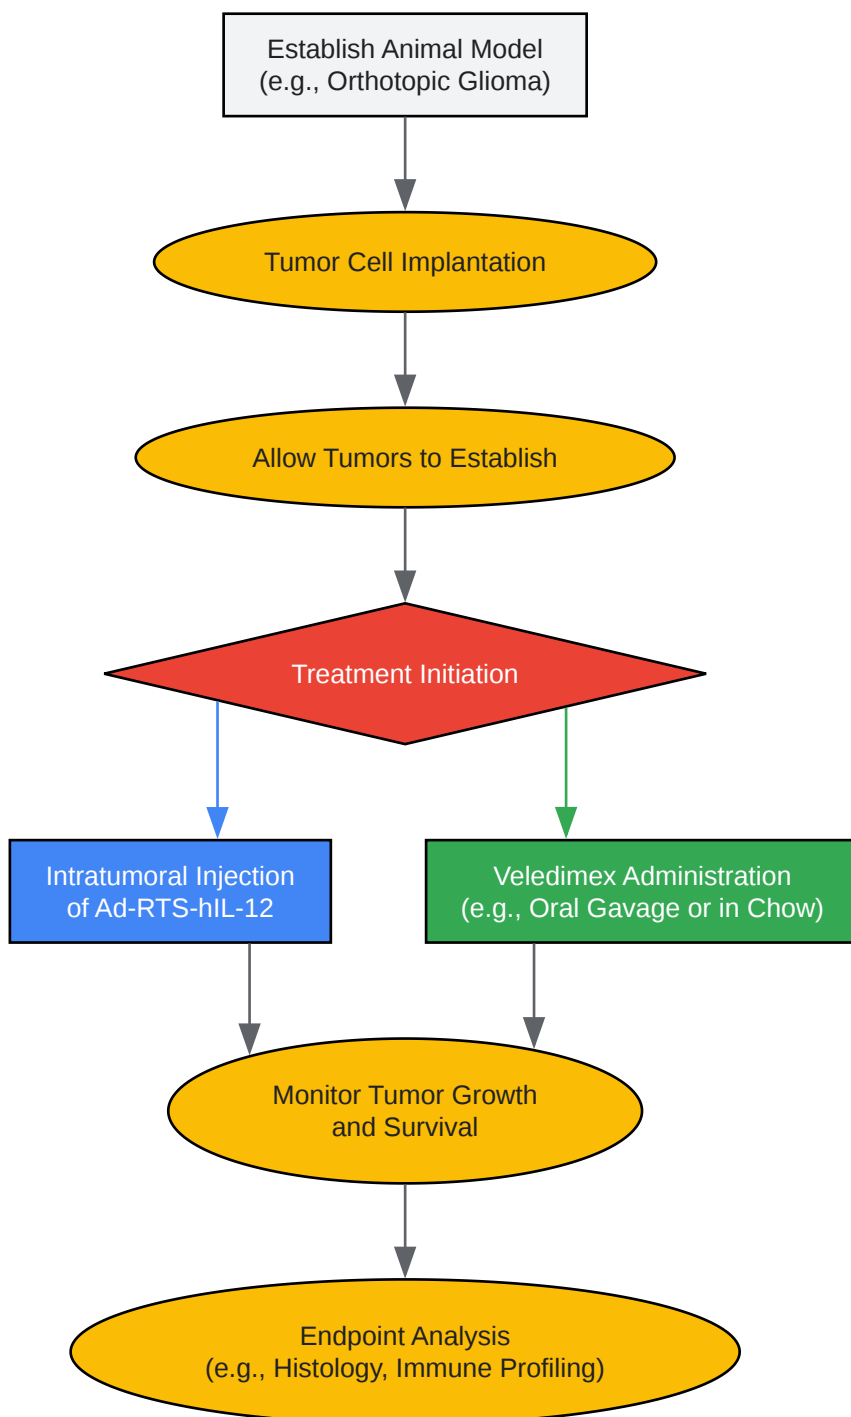 Establish Animal Model
(e.g., Orthotopic Glioma)
Tumor Cell Implantation
Allow Tumors to Establish
Treatment Initiation
Intratumoral Injection
of Ad-RTS-hIL-12
Veledimex Administration
(e.g., Oral Gavage or in Chow)
Monitor Tumor Growth
and Survival
Endpoint Analysis
(e.g., Histology, Immune Profiling)